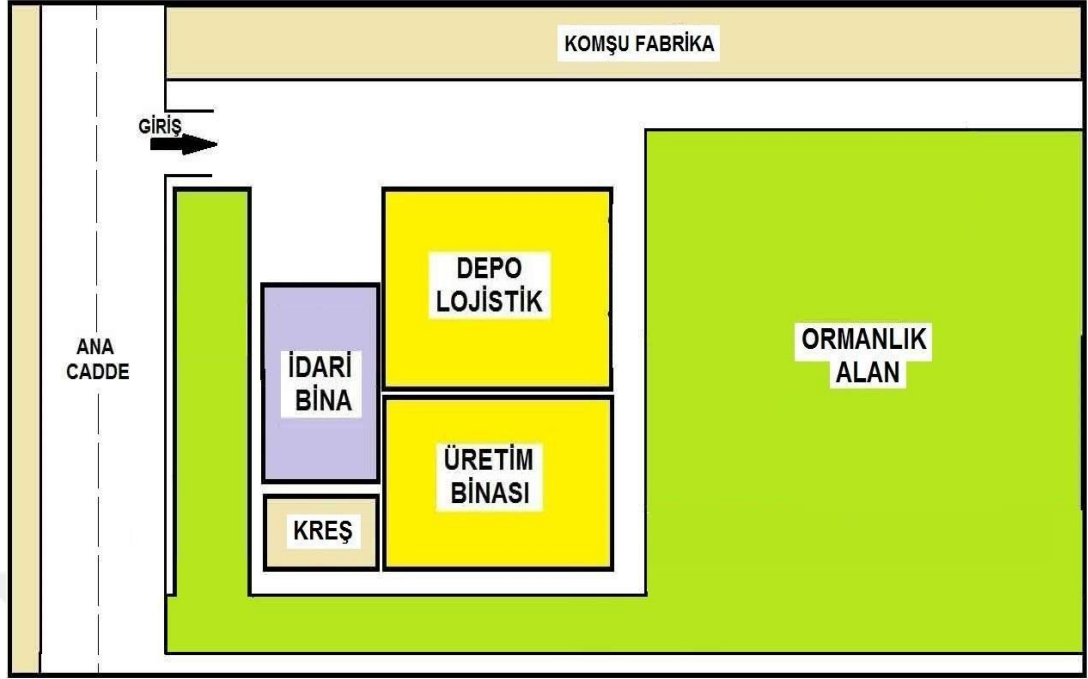 KOMŞU FABRİKA
GİRİŞ
DEPO
LOJİSTİK
ANA
CADDE
İDARİ
BİNA
ORMANLIK
ALAN
ÜRETİM
BİNASI
KREŞ